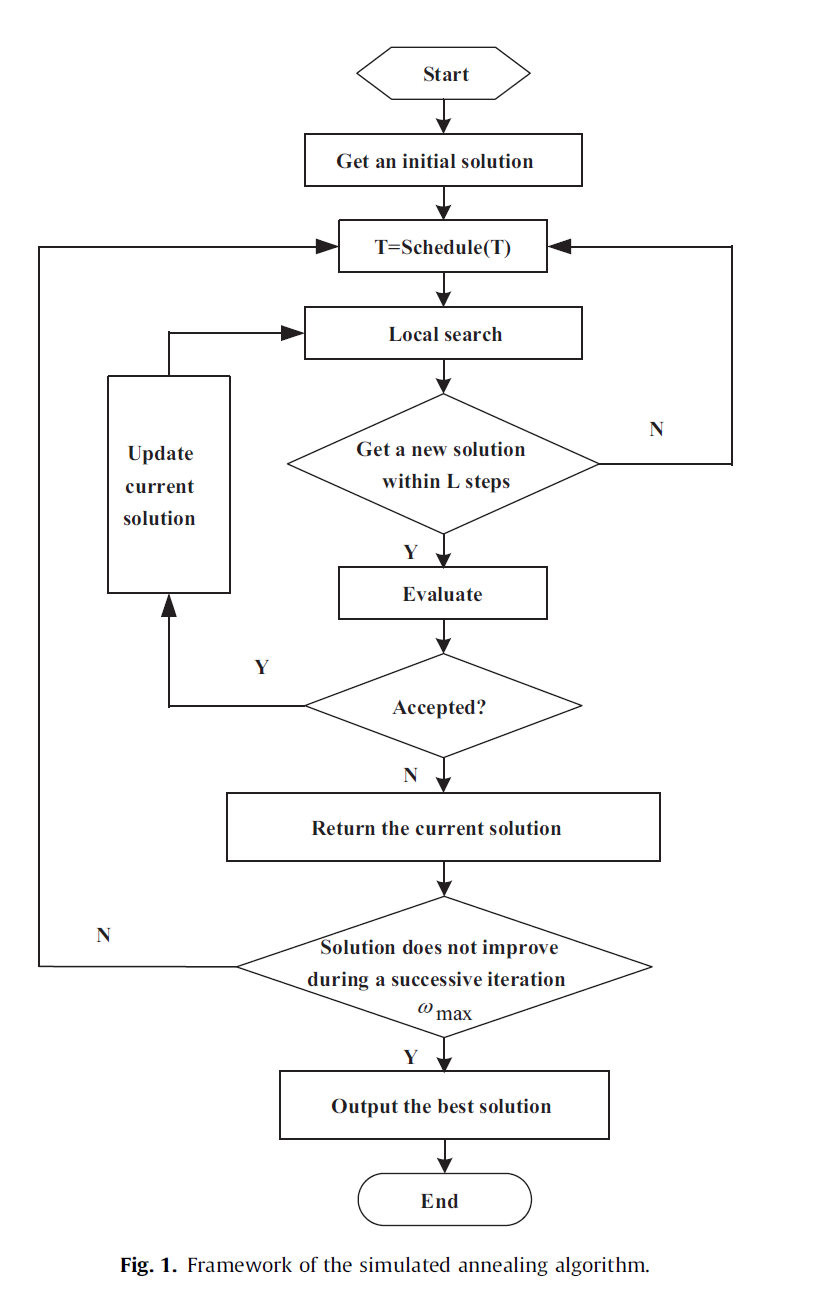 Start
Get an initial solution
T=Schedule(T)
Local search
Update
current
solution
Get a new solution
within L steps
N
Y
Evaluate
Y
Accepted?
N
Return the current solution
N
Solution does not improve
during a successive iteration
ω max
Y
Output the best solution
End
Fig. 1. Framework of the simulated annealing algorithm.